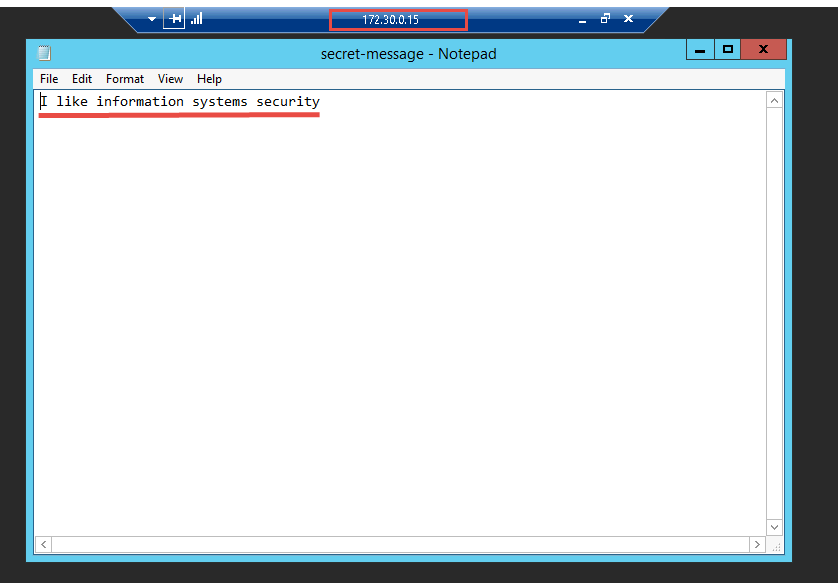 172.30.0.15
secret-message - Notepad
File Edit Format View Help
I like information systems security